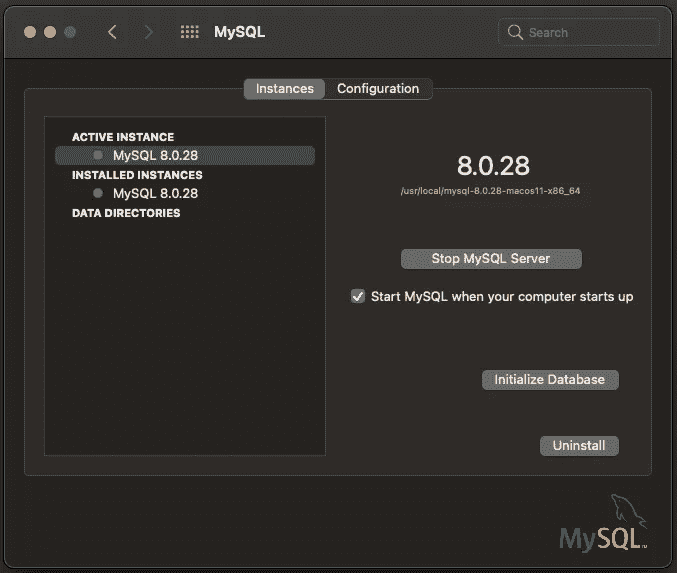 MySQL
Search
Instances
Configuration
ACTIVE INSTANCE
MySQL 8.0.28
INSTALLED INSTANCES
MySQL 8.0.28
DATA DIRECTORIES
8.0.28
/usr/local/mysql-8.0.28-macos11-x86_64
Stop MySQL Server
Start MySQL when your computer starts up
Initialize Database
Uninstall
MySQL™